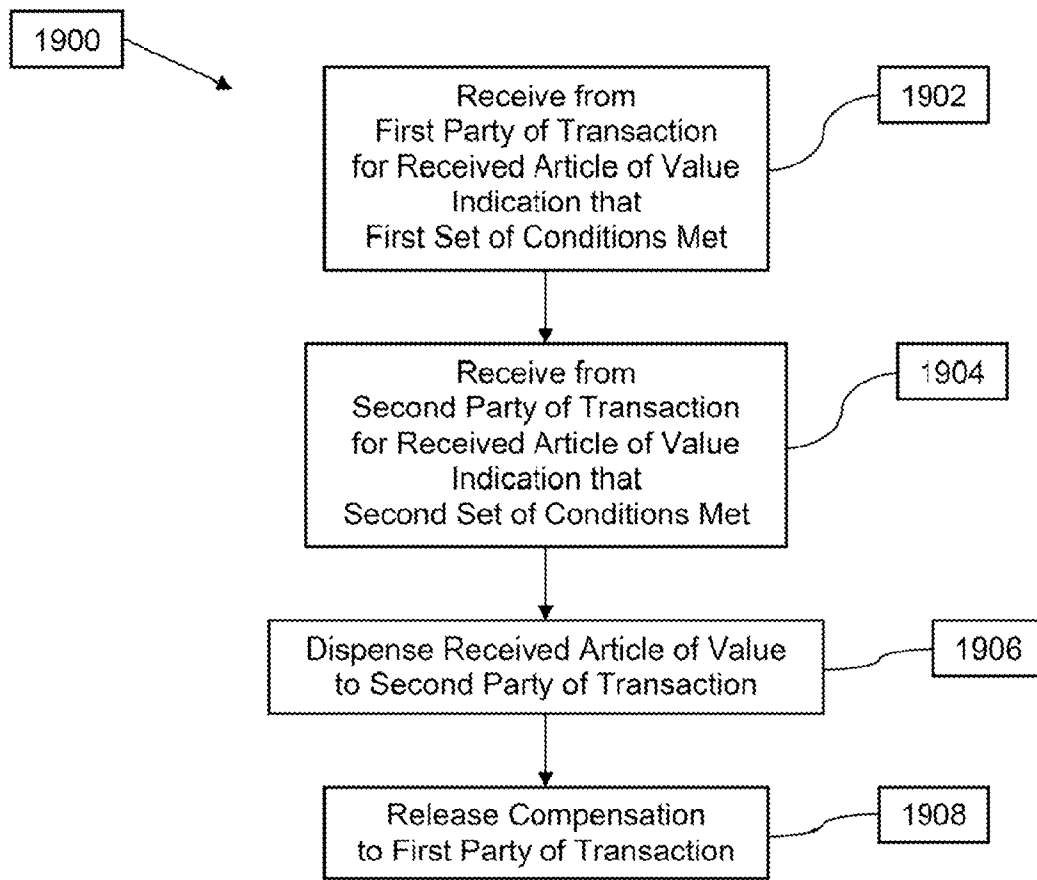 1900
Receive from
First Party of Transaction
for Received Article of Value
Indication that
First Set of Conditions Met
1902
Receive from
Second Party of Transaction
for Received Article of Value
Indication that
Second Set of Conditions Met
1904
Dispense Received Article of Value
to Second Party of Transaction
1906
Release Compensation
to First Party of Transaction
1908